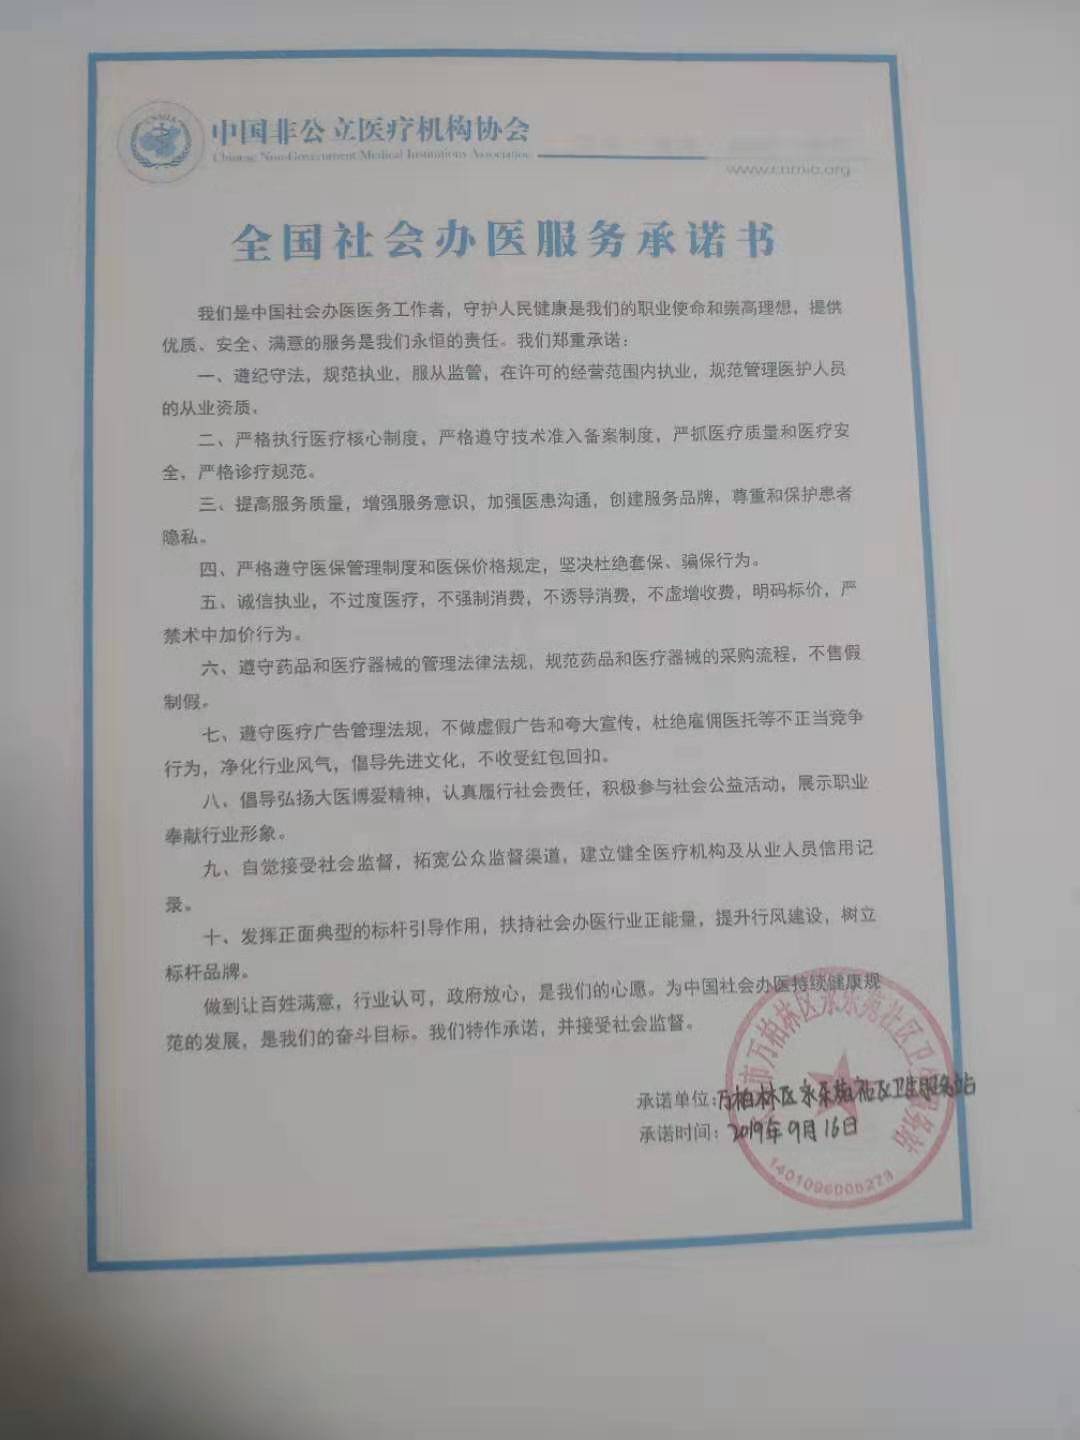 CNMIA
中国非公立医疗机构协会
Chinese Non-Government Medical Institutions Association
www.cnmia.org
全国社会办医服务承诺书
我们是中国社会办医医务工作者，守护人民健康是我们的职业使命和崇高理想，提供
优质、安全、满意的服务是我们永恒的责任。我们郑重承诺：
一、遵纪守法，规范执业，服从监管，在许可的经营范围内执业，规范管理医护人员
的从业资质。
二、严格执行医疗核心制度，严格遵守技术准入备案制度，严抓医疗质量和医疗安
全，严格诊疗规范。
三、提高服务质量，增强服务意识，加强医患沟通，创建服务品牌，尊重和保护患者
隐私。
四、严格遵守医保管理制度和医保价格规定，坚决杜绝套保、骗保行为。
五、诚信执业，不过度医疗，不强制消费，不诱导消费，不虚增收费，明码标价，严
禁术中加价行为。
六、遵守药品和医疗器械的管理法律法规，规范药品和医疗器械的采购流程，不售假
制假。
七、遵守医疗广告管理法规，不做虚假广告和夸大宣传，杜绝雇佣医托等不正当竞争
行为，净化行业风气，倡导先进文化，不收受红包回扣。
八、倡导弘扬大医博爱精神，认真履行社会责任，积极参与社会公益活动，展示职业
奉献行业形象。
九、自觉接受社会监督，拓宽公众监督渠道，建立健全医疗机构及从业人员信用记
录。
十、发挥正面典型的标杆引导作用，扶持社会办医行业正能量，提升行风建设，树立
标杆品牌。
做到让百姓满意，行业认可，政府放心，是我们的心愿。为中国社会办医持续健康规
范的发展，是我们的奋斗目标。我们特作承诺，并接受社会监督。
承诺单位：万柏林区永乐苑社区卫生服务站
承诺时间：2019年9月16日
市万柏林区永乐苑社区卫生服务站